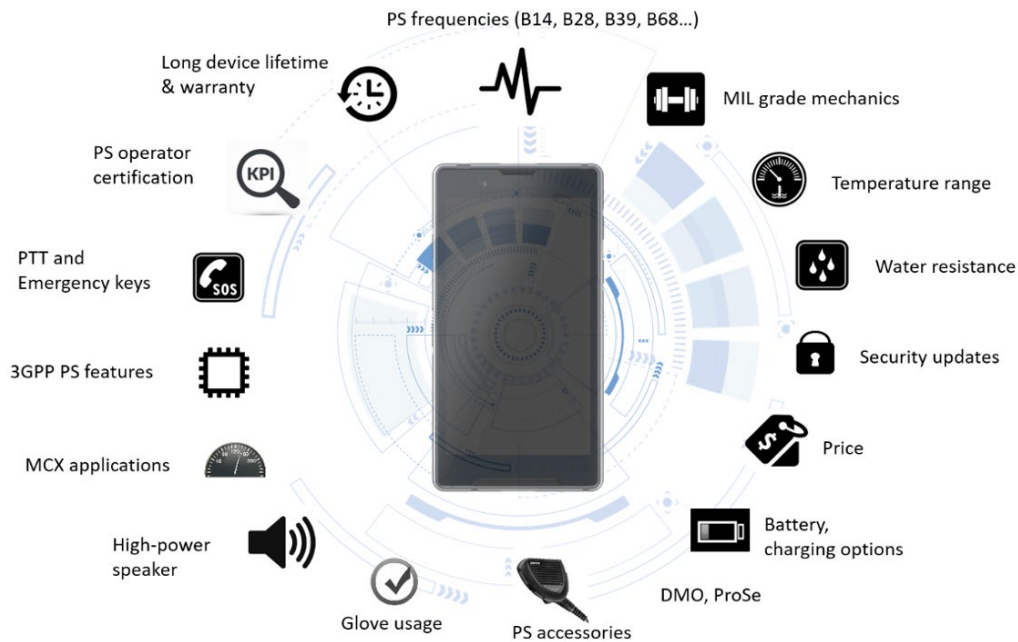 PS frequencies (B14, B28, B39, B68...)
Long device lifetime
& warranty
MIL grade mechanics
PS operator
certification
KPI
Temperature range
PTT and
Emergency keys
SOS
Water resistance
3GPP PS features
Security updates
MCX applications
$
Price
High-power
speaker
Battery,
charging options
Glove usage
PS accessories
DMO, ProSe